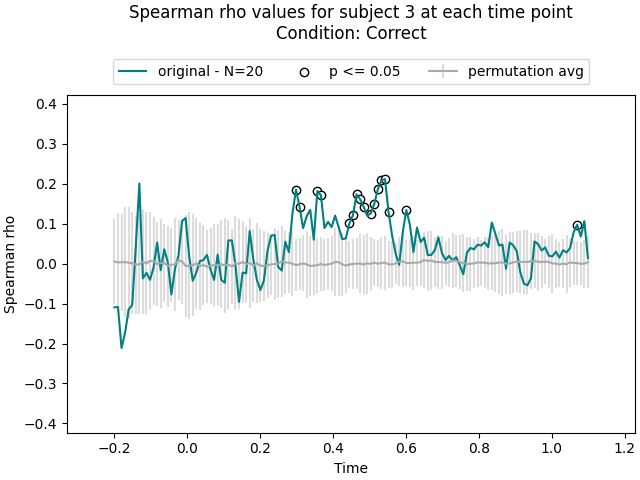 Spearman rho values for subject 3 at each time point
Condition: Correct
original - N=20 p <= 0.05 permutation avg
0.4
0.3
0.2
0.1
0.0
−0.1
−0.2
−0.3
−0.4
Spearman rho
−0.2 0.0 0.2 0.4 0.6 0.8 1.0 1.2
Time